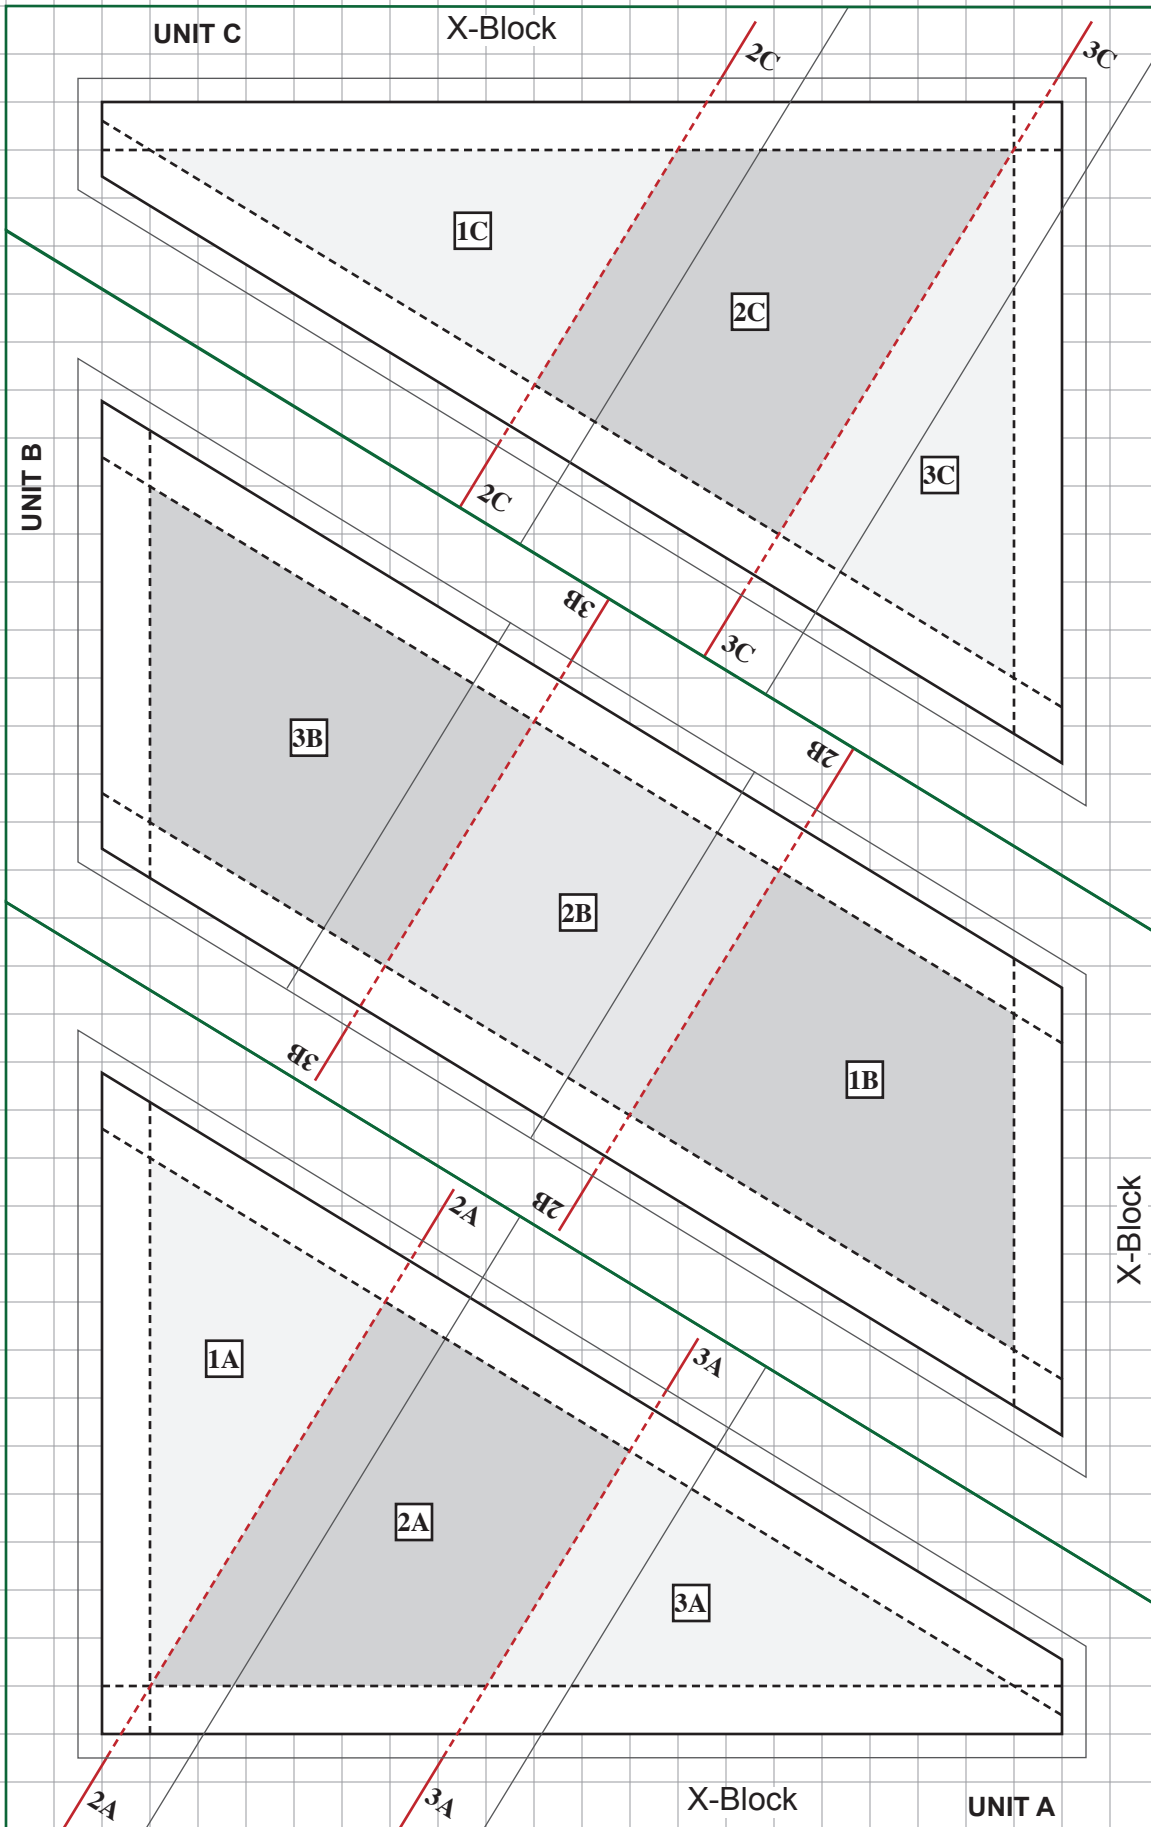 UNIT C
X-Block
2C
3C
1C
2C
3C
2C
3C
UNIT B
3B
2B
3B
2B
1B
3B
2B
X-Block
2A
3A
1A
2A
3A
2A
3A
X-Block
UNIT A